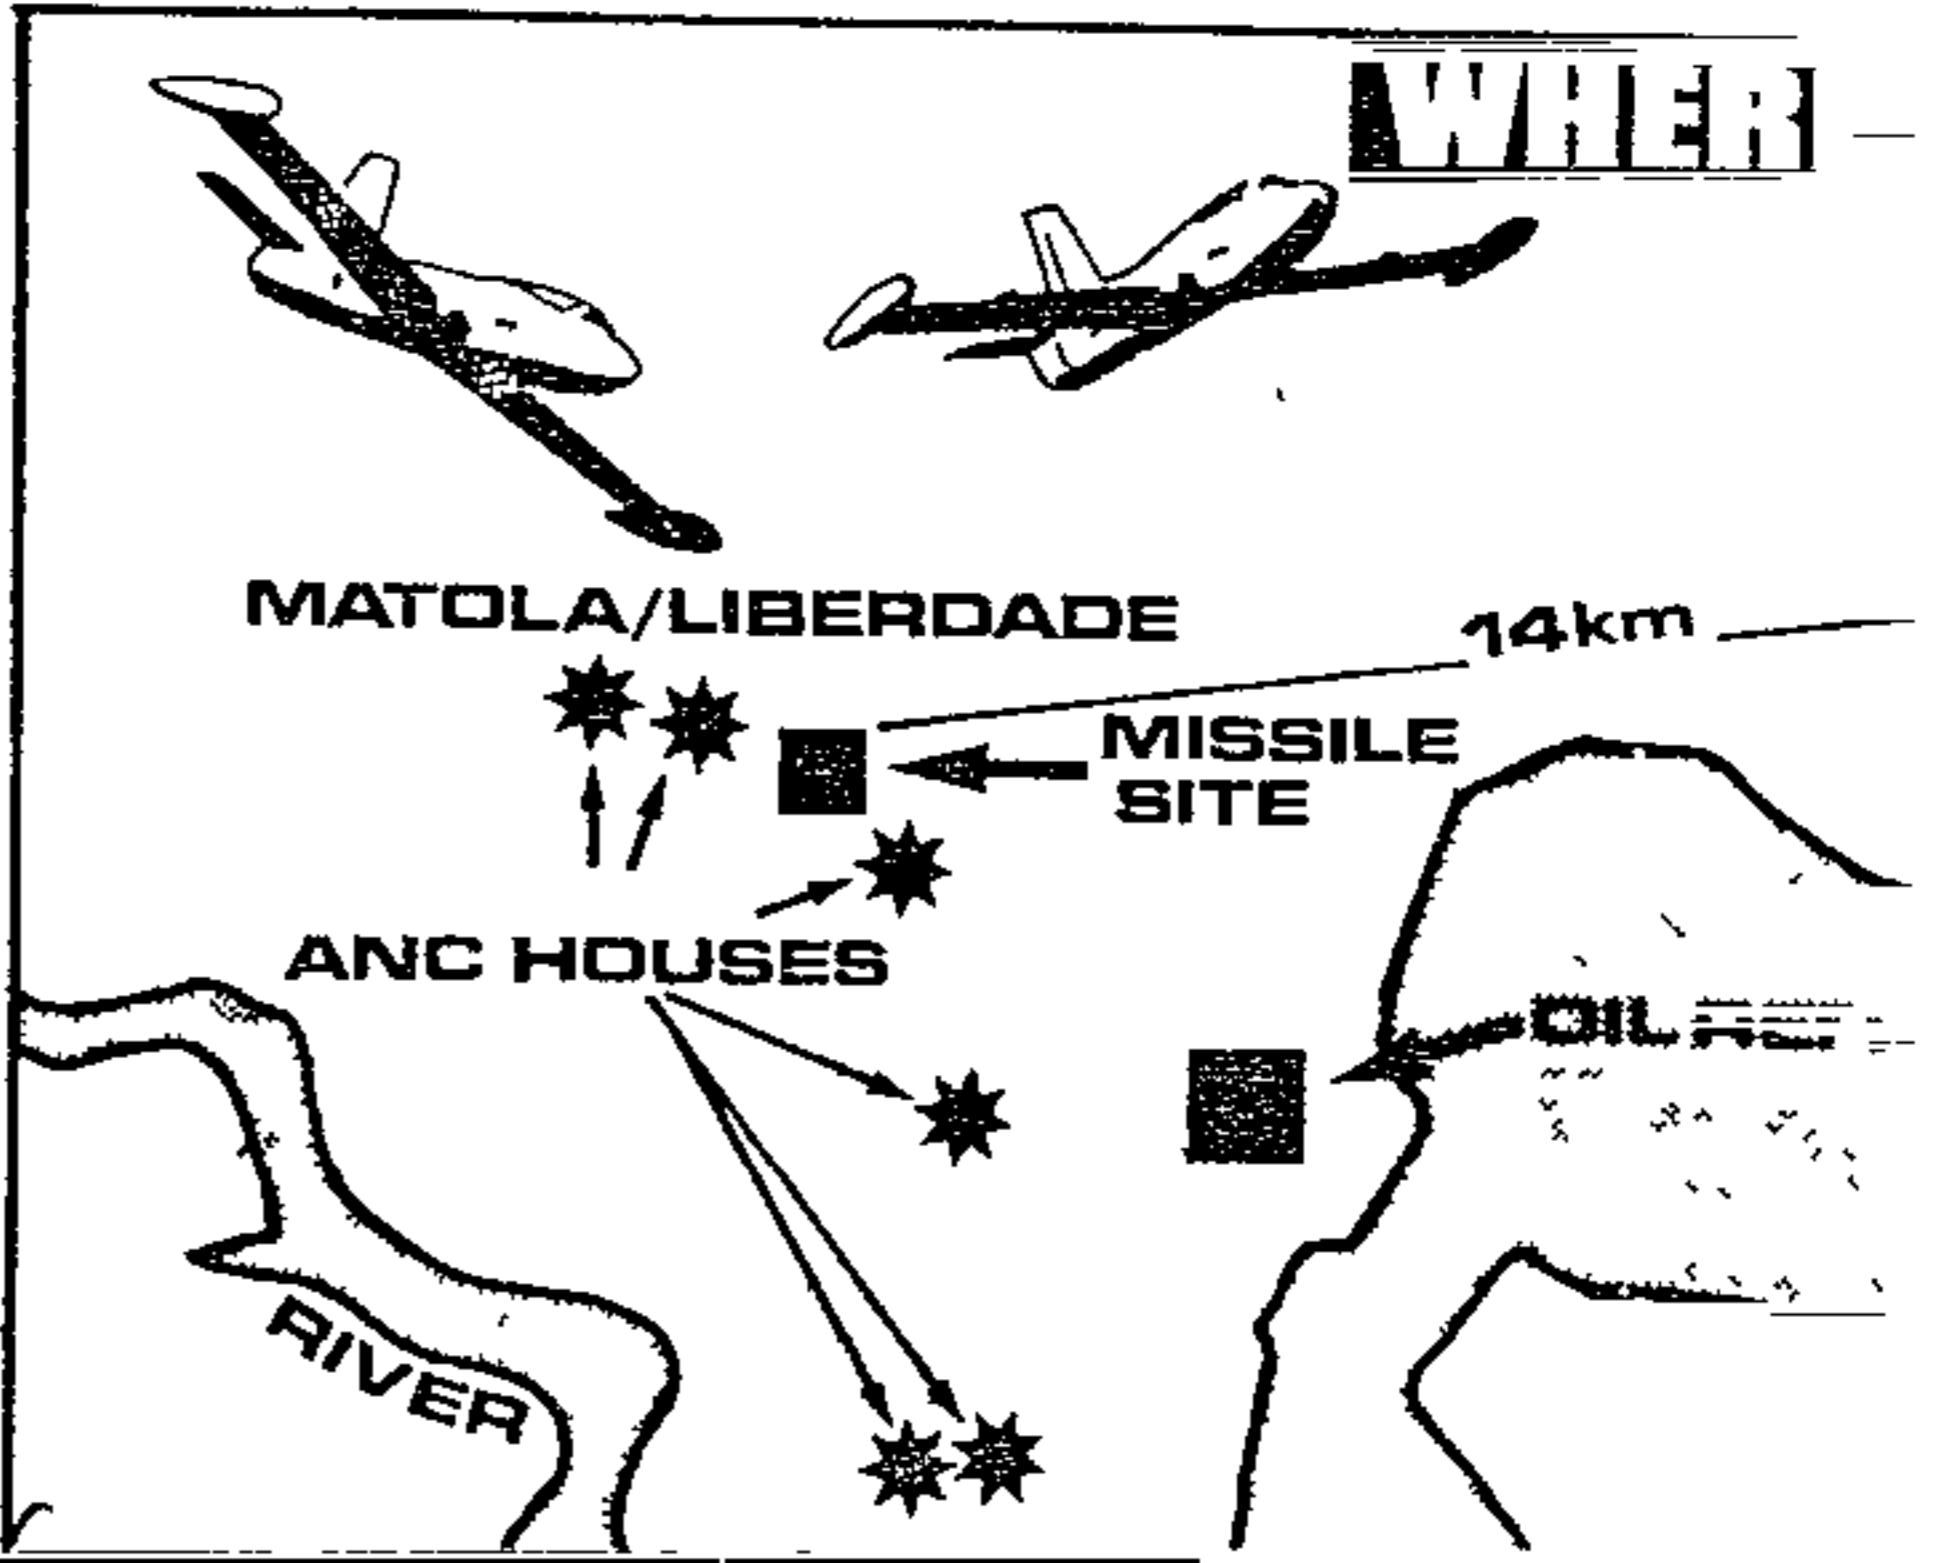 WHER
MATOLA/LIBERDADE
14km
MISSILE
SITE
ANC HOUSES
OIL
RIVER